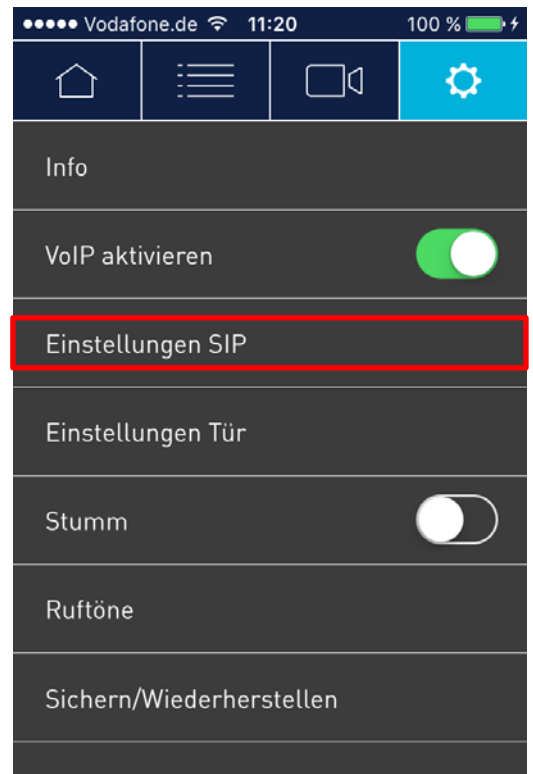 Vodafone.de 11:20 100 %
Info
VoIP aktivieren
Einstellungen SIP
Einstellungen Tür
Stumm
Ruftöne
Sichern/Wiederherstellen